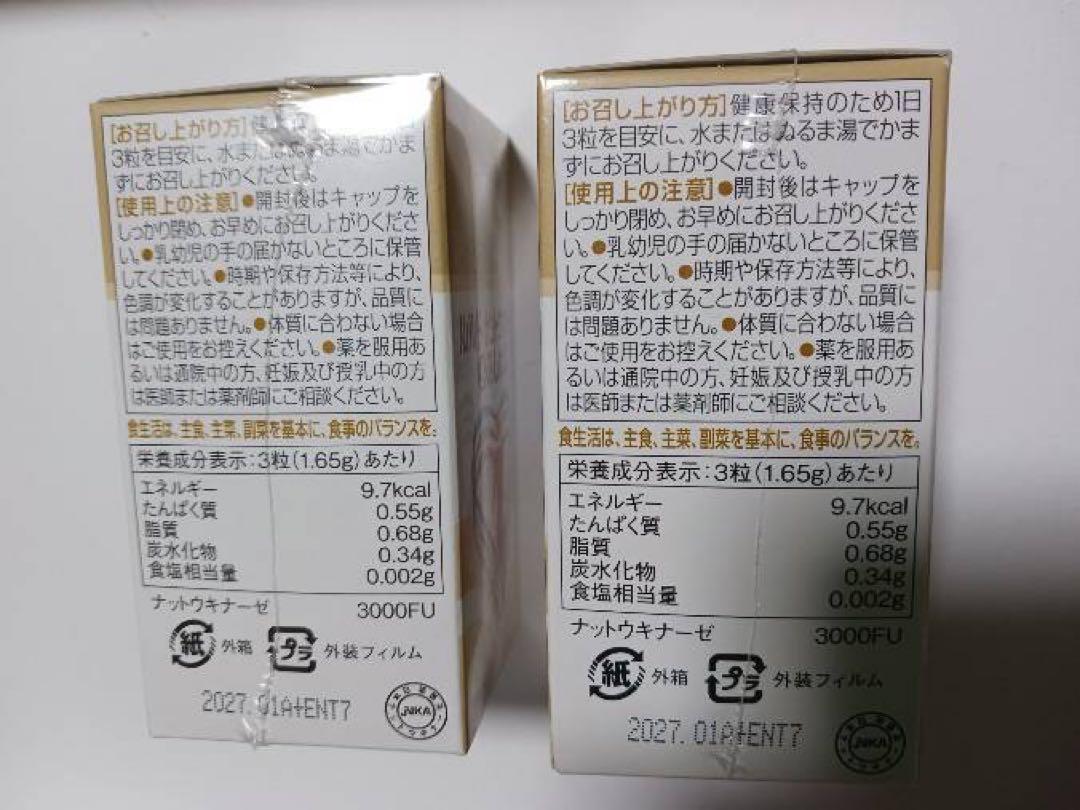 [お召し上がり方]健
3粒を目安に、水またはぬるま湯でかま
ずにお召し上がりください。
[使用上の注意]●開封後はキャップを
しっかり閉め、お早めにお召し上がりくださ
い。●乳幼児の手の届かないところに保管
してください。●時期や保存方法等により、
色調が変化することがありますが、品質に
は問題ありません。●体質に合わない場合
はご使用をお控えください。●薬を服用あ
るいは通院中の方、妊娠及び授乳中の方
は医師または薬剤師にご相談ください。
食生活は、主食、主菜、副菜を基本に、食事のバランスを。
栄養成分表示:3粒(1.65g)あたり
エネルギー 9.7kcal
たんぱく質 0.55g
脂質 0.68g
炭水化物 0.34g
食塩相当量 0.002g
ナットウキナーゼ 3000FU
紙 外箱 プラ 外装フィルム
2027.01A†ENT7
JNKA
[お召し上がり方]健康保持のため1日
3粒を目安に、水またはぬるま湯でかま
ずにお召し上がりください。
[使用上の注意]●開封後はキャップを
しっかり閉め、お早めにお召し上がりくださ
い。●乳幼児の手の届かないところに保管
してください。●時期や保存方法等により、
色調が変化することがありますが、品質に
は問題ありません。●体質に合わない場合
はご使用をお控えください。●薬を服用あ
るいは通院中の方、妊娠及び授乳中の方
は医師または薬剤師にご相談ください。
食生活は、主食、主菜、副菜を基本に、食事のバランスを。
栄養成分表示:3粒(1.65g)あたり
エネルギー 9.7kcal
たんぱく質 0.55g
脂質 0.68g
炭水化物 0.34g
食塩相当量 0.002g
ナットウキナーゼ 3000FU
紙 外箱 プラ 外装フィルム
2027.01A†ENT7
JNKA